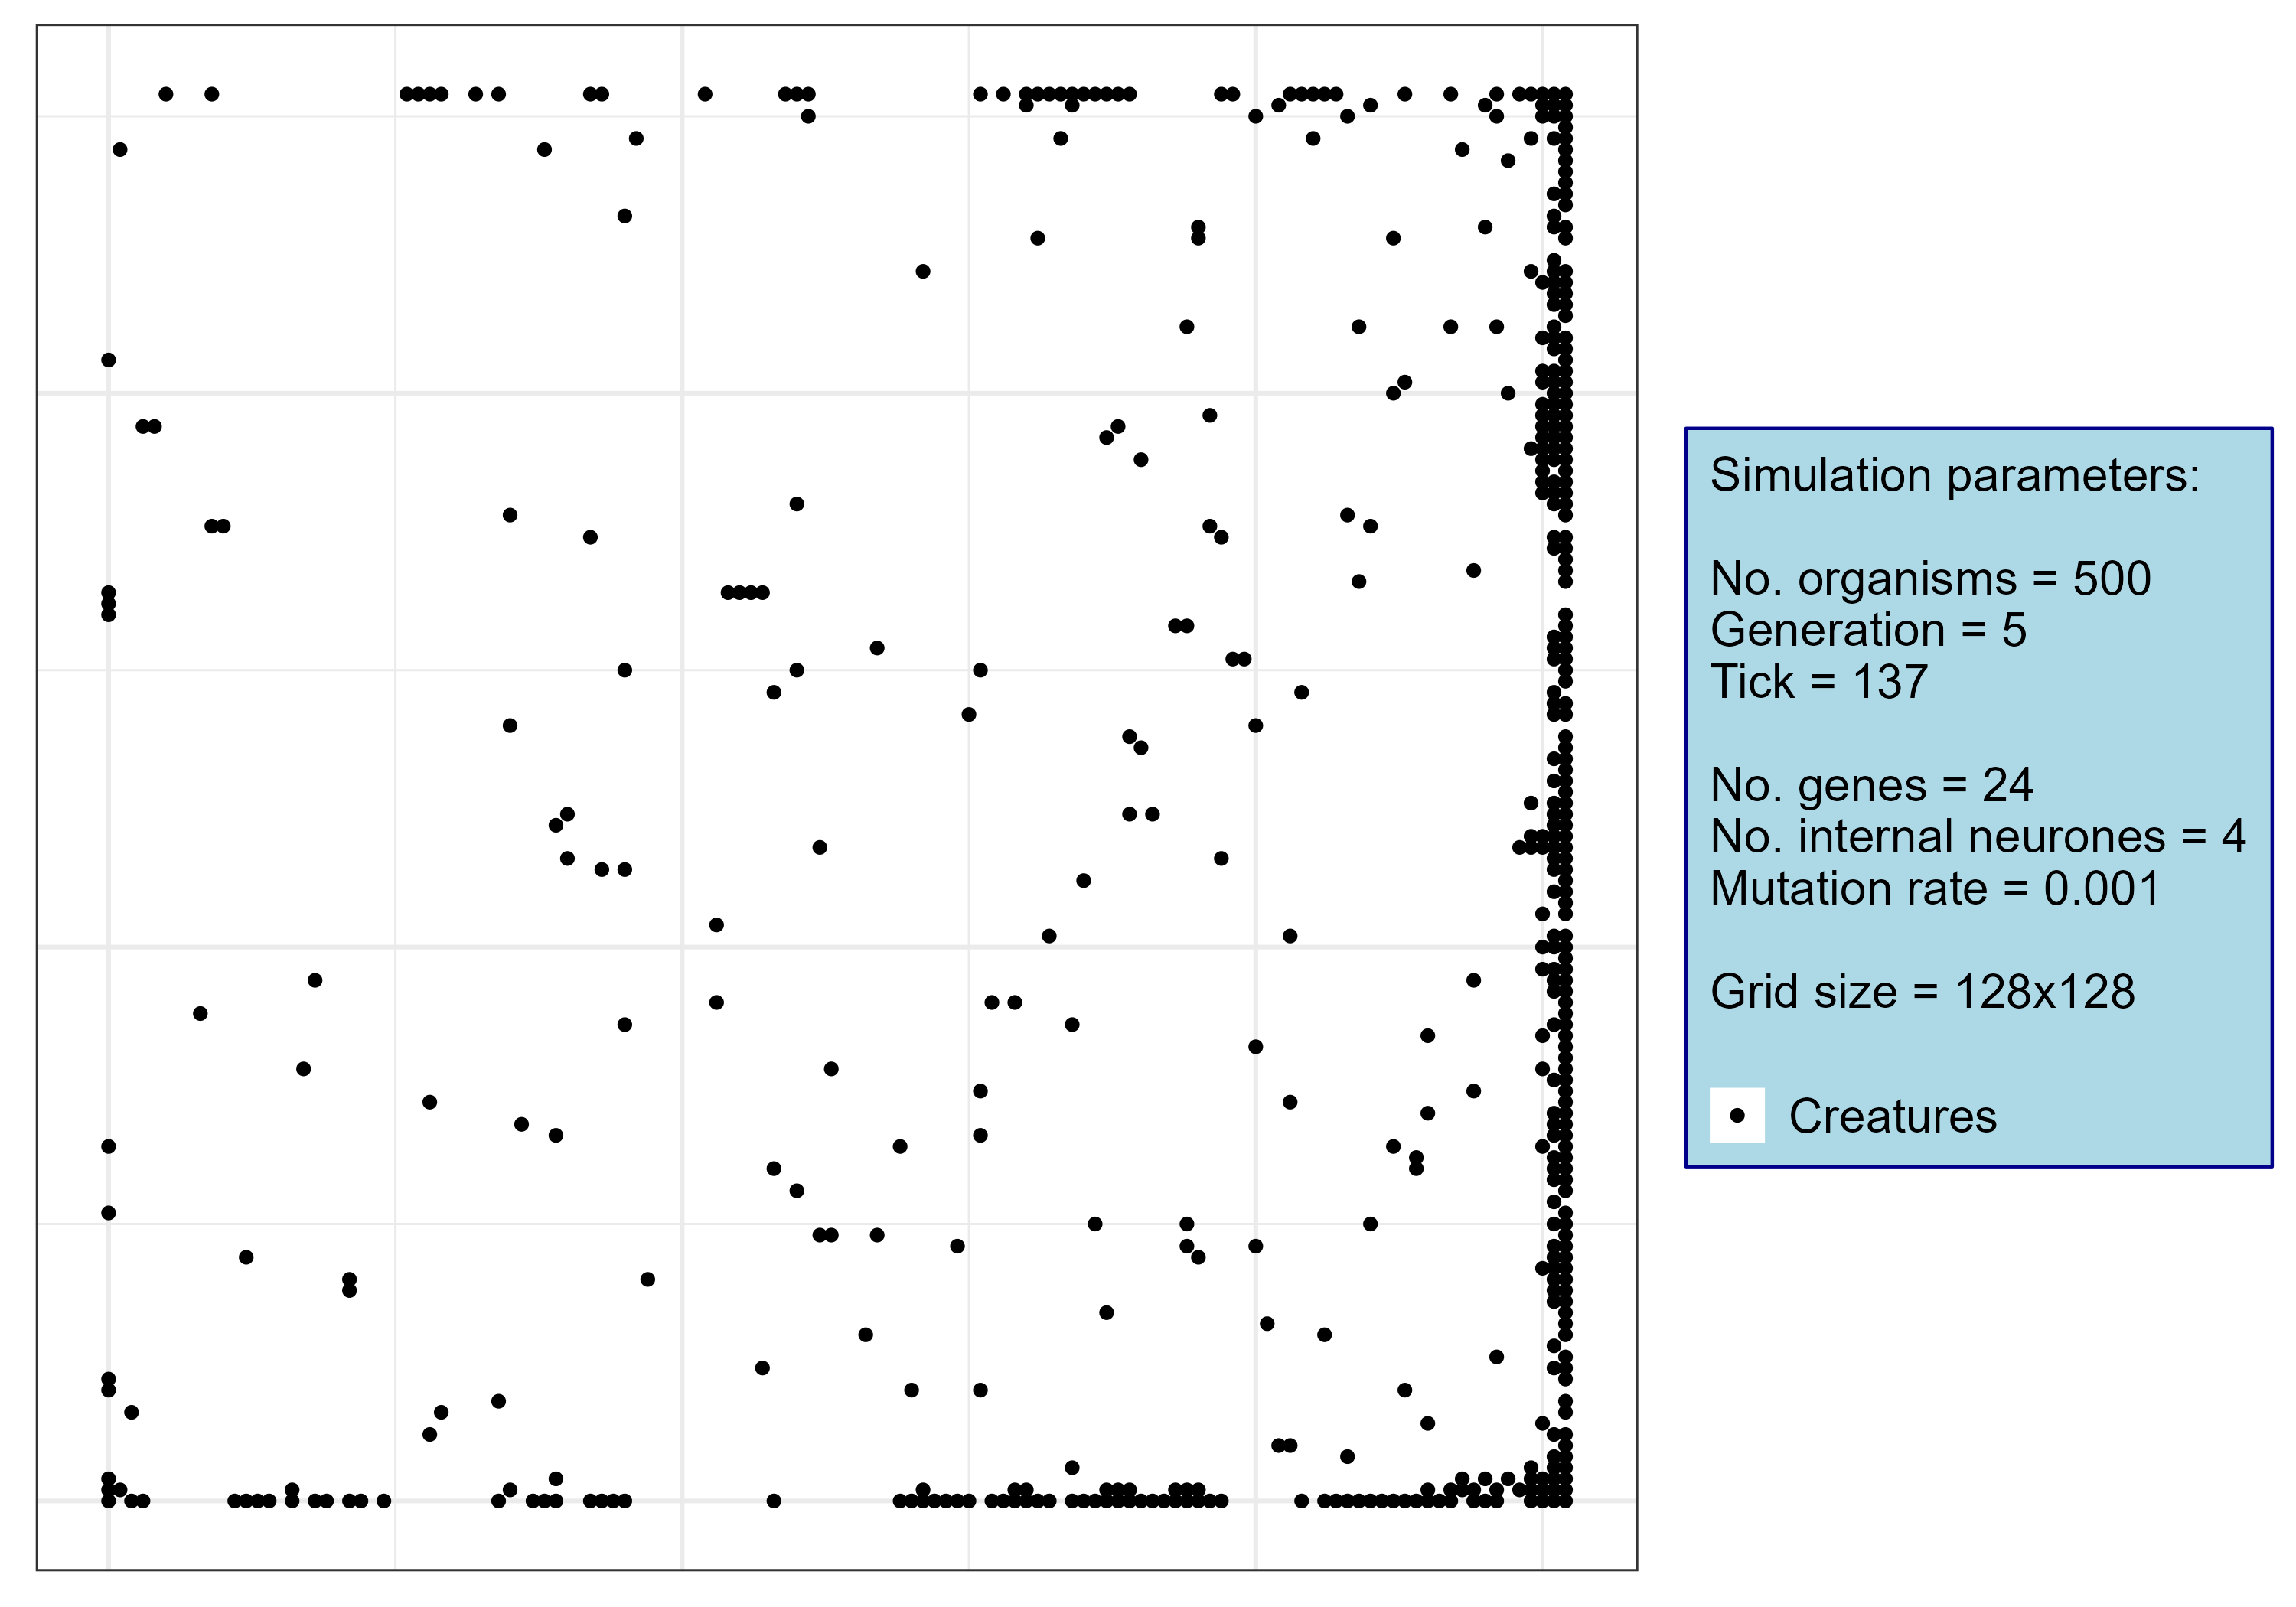 Simulation parameters:
No. organisms = 500
Generation = 5
Tick = 137
No. genes = 24
No. internal neurones = 4
Mutation rate = 0.001
Grid size = 128x128
Creatures